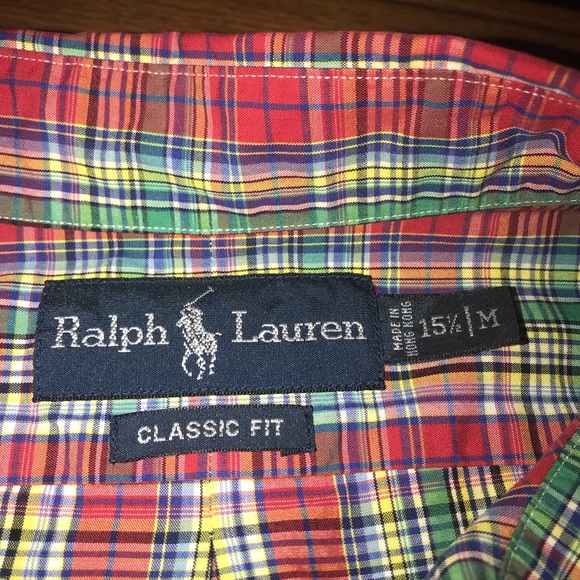 Ralph Lauren
MADE IN
HONG KONG
15½ | M
CLASSIC FIT